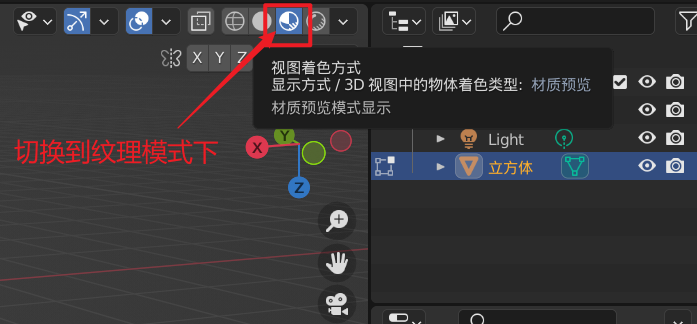 X Y Z
视图着色方式
显示方式 / 3D 视图中的物体着色类型: 材质预览
材质预览模式显示
Light
切换到纹理模式下
Y
X
立方体
Z